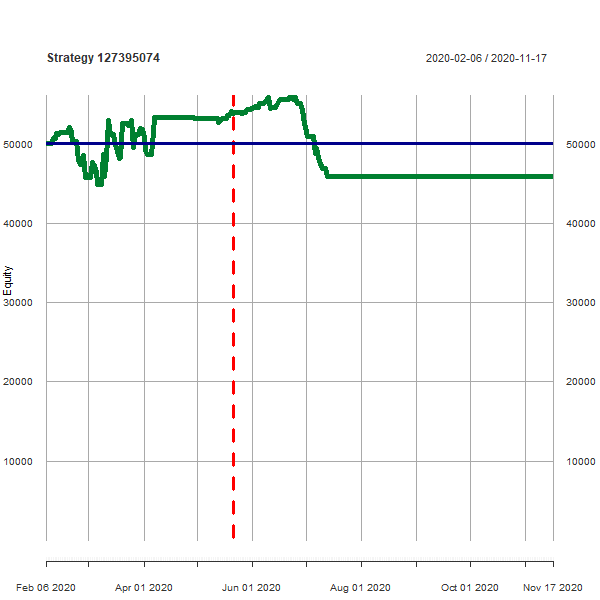 Strategy 127395074
2020-02-06 / 2020-11-17
50000
50000
40000
40000
Equity
30000
30000
20000
20000
10000
10000
Feb 06 2020
Apr 01 2020
Jun 01 2020
Aug 01 2020
Oct 01 2020
Nov 17 2020